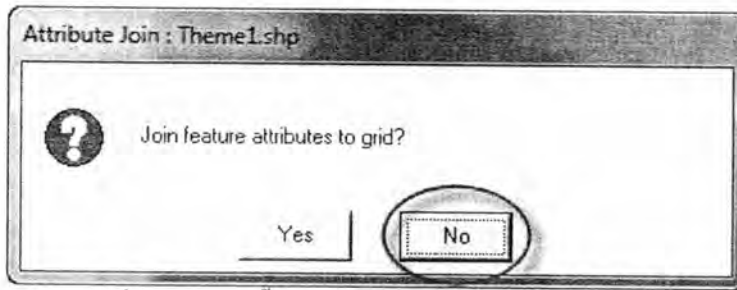 Attribute Join : Theme1.shp
Join feature attributes to grid?
Yes
No